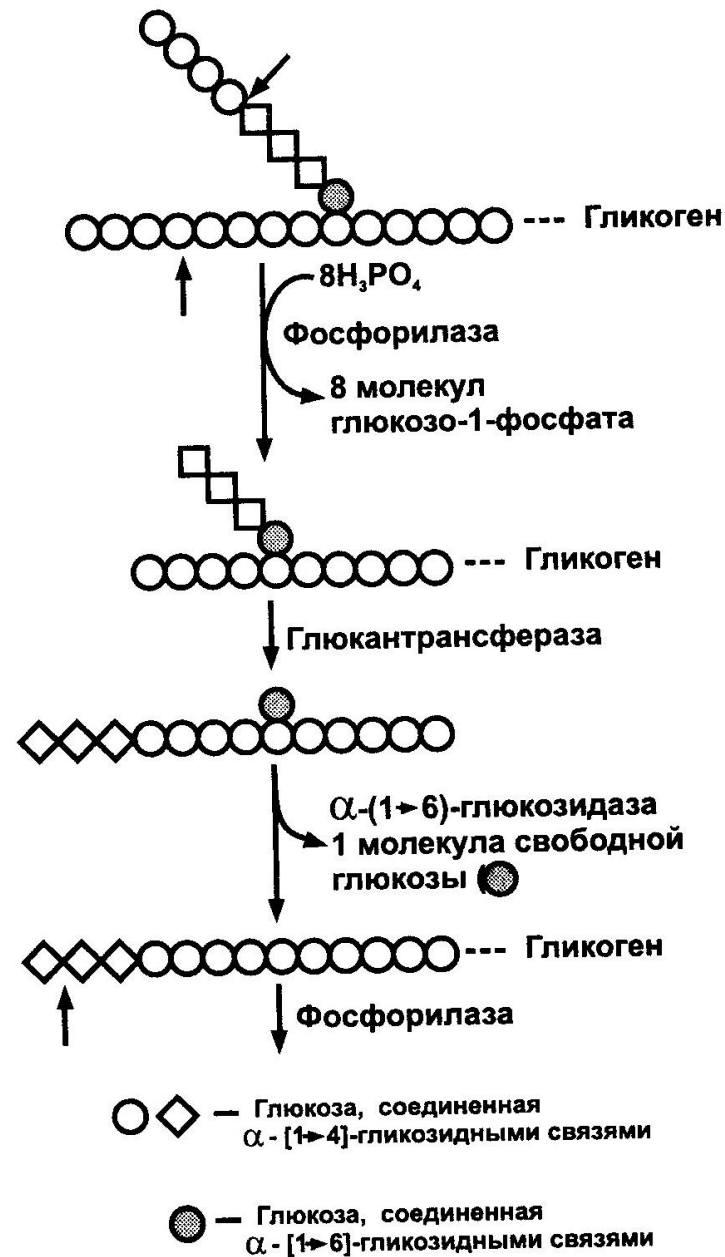 --- Гликоген
8H₃PO₄
Фосфорилаза
8 молекул
глюкозо-1-фосфата
--- Гликоген
Глюкантрансфераза
α-(1→6)-глюкозидаза
1 молекула свободной
глюкозы (
--- Гликоген
Фосфорилаза
— Глюкоза, соединенная
α - [1→4]-гликозидными связями
— Глюкоза, соединенная
α - [1→6]-гликозидными связями